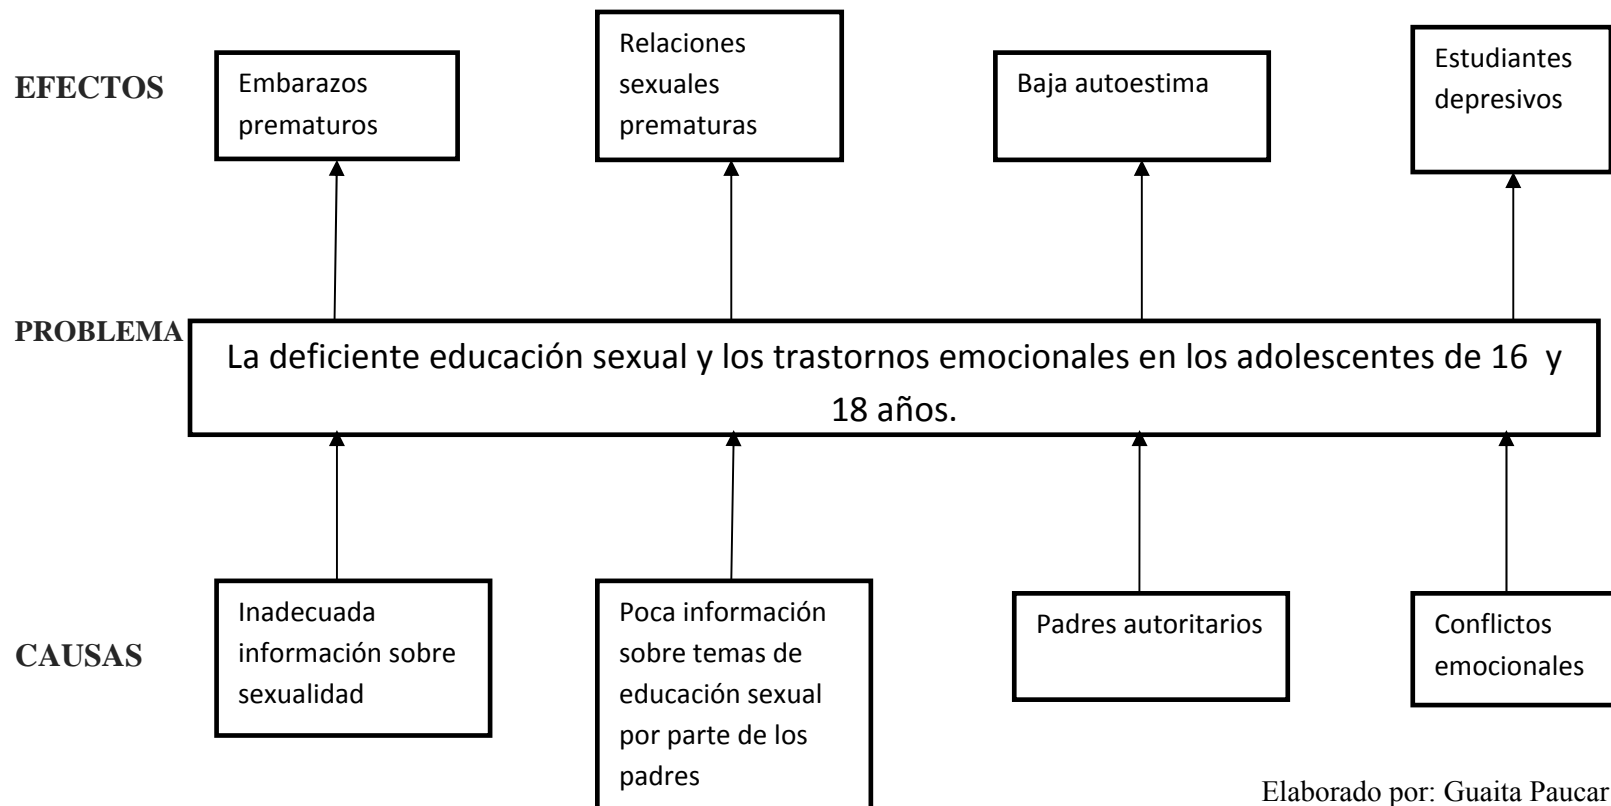 EFECTOS
Embarazos
prematuros
Relaciones
sexuales
prematuras
Baja autoestima
Estudiantes
depresivos
PROBLEMA
La deficiente educación sexual y los trastornos emocionales en los adolescentes de 16 y
18 años.
CAUSAS
Inadecuada
información sobre
sexualidad
Poca información
sobre temas de
educación sexual
por parte de los
padres
Padres autoritarios
Conflictos
emocionales
Elaborado por: Guaita Paucar